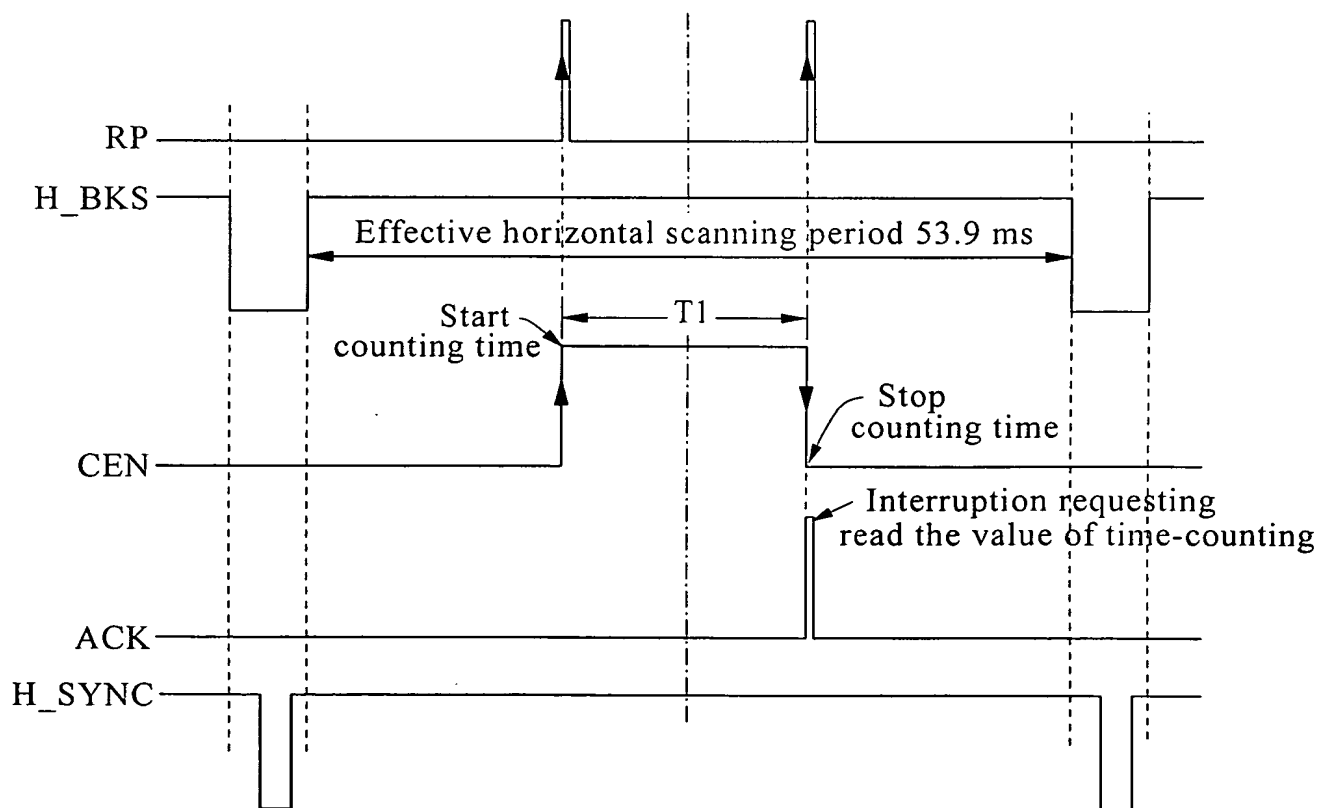 RP
H_BKS
Effective horizontal scanning period 53.9 ms
T1
Start
counting time
Stop
counting time
CEN
Interruption requesting
read the value of time-counting
ACK
H_SYNC